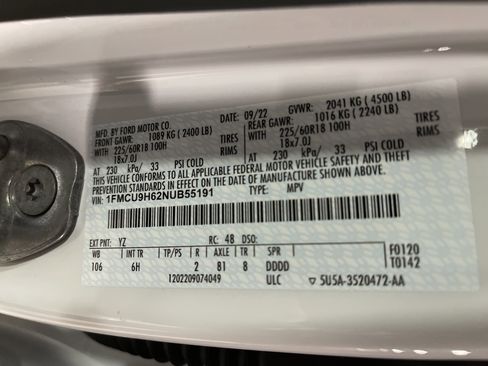 MFD. BY FORD MOTOR CO.
DATE: 09/22 GVWR: 2041 KG (4500 LB)
FRONT GAWR: 1089 KG (2400 LB) REAR GAWR: 1016 KG (2240 LB)
WITH 225/60R18 100H TIRES WITH 225/60R18 100H TIRES
18x7.0J RIMS 18x7.0J RIMS
AT 230 kPa/ 33 PSI COLD AT 230 kPa/ 33 PSI COLD
THIS VEHICLE CONFORMS TO ALL APPLICABLE FEDERAL MOTOR VEHICLE SAFETY AND THEFT
PREVENTION STANDARDS IN EFFECT ON THE DATE OF MANUFACTURE SHOWN ABOVE.
VIN: 1FMCU9H62NUB55191 TYPE: MPV
EXT PNT: YZ RC: 48 DSO: F0120
T0142
INT TR TP/PS R AXLE TR SPR
106 6H 2 81 8 DDDD
1202209074049 ULC 5U5A-3520472-AA